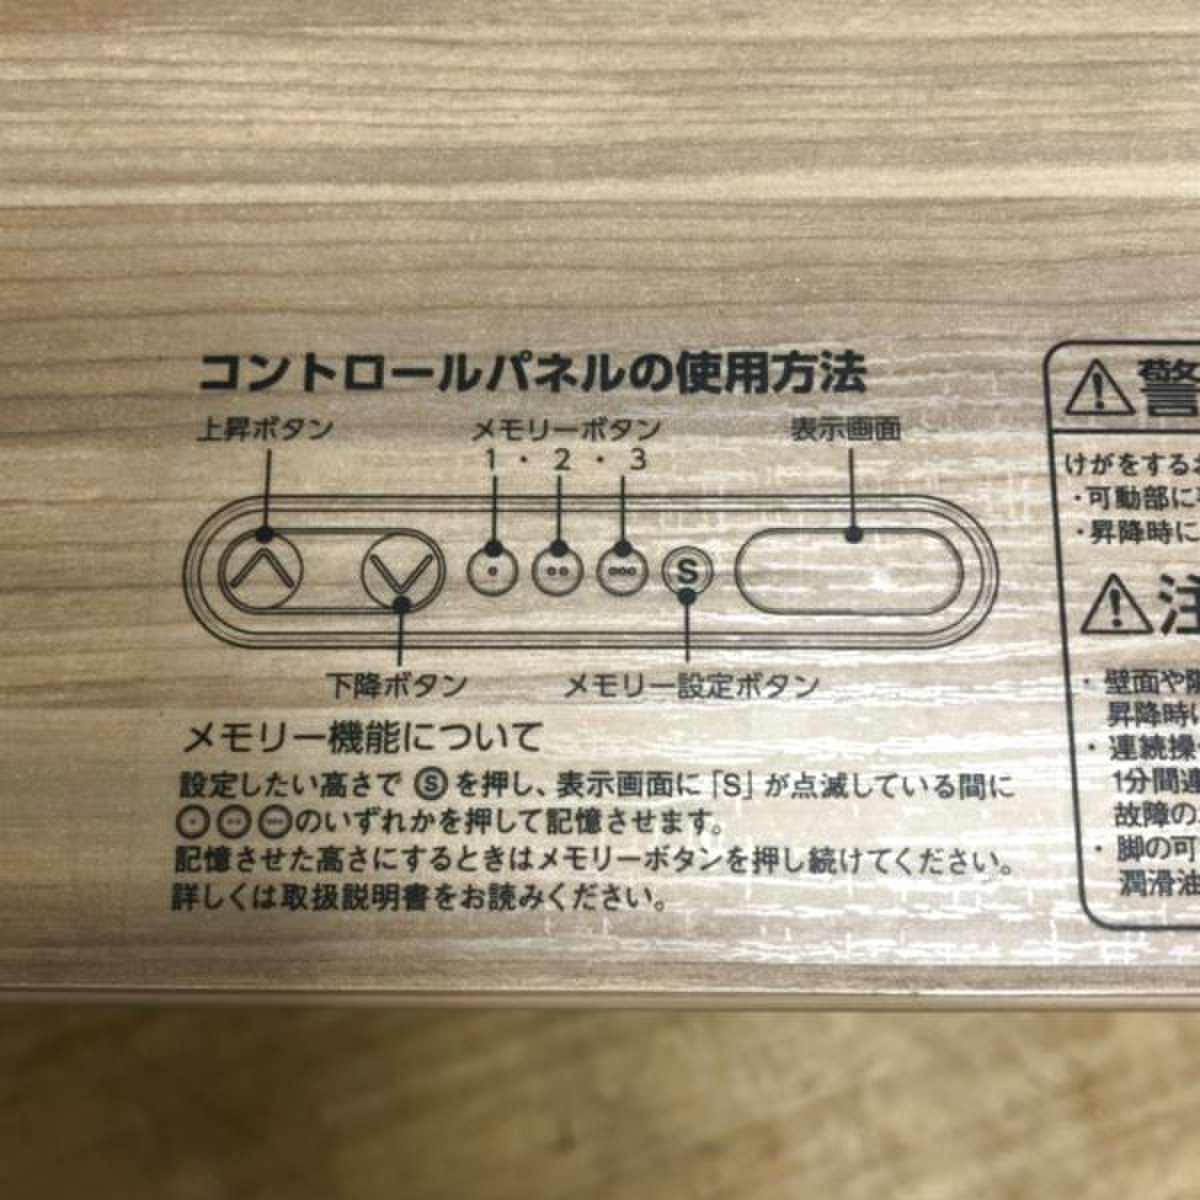 コントロールパネルの使用方法
上昇ボタン
メモリーボタン
1・2・3
表示画面
S
下降ボタン
メモリー設定ボタン
メモリー機能について
設定したい高さでⓈを押し、表示画面に「S」が点滅している間に
のいずれかを押して記憶させます。
記憶させた高さにするときはメモリーボタンを押し続けてください。
詳しくは取扱説明書をお読みください。
警
けがをする
・可動部に
・昇降時に
注
・壁面や
昇降時
・連続操
1分間
故障の
・脚の可
潤滑油